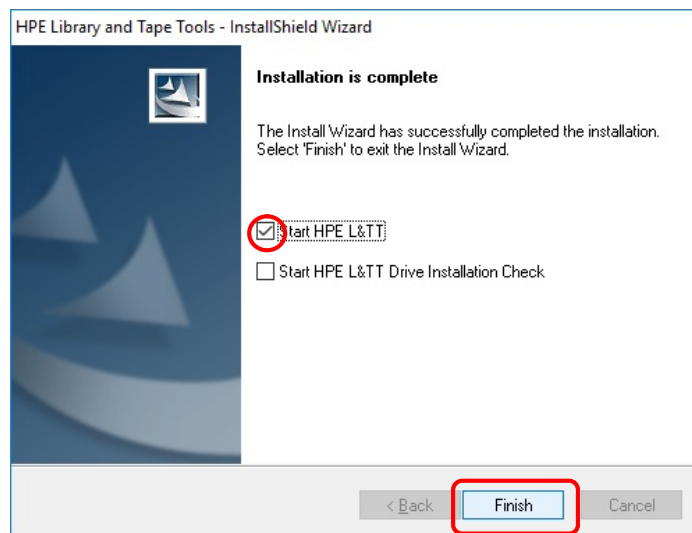 HPE Library and Tape Tools - InstallShield Wizard
Installation is complete
The Install Wizard has successfully completed the installation.
Select 'Finish' to exit the Install Wizard.
Start HPE L&TT
Start HPE L&TT Drive Installation Check
< Back
Finish
Cancel